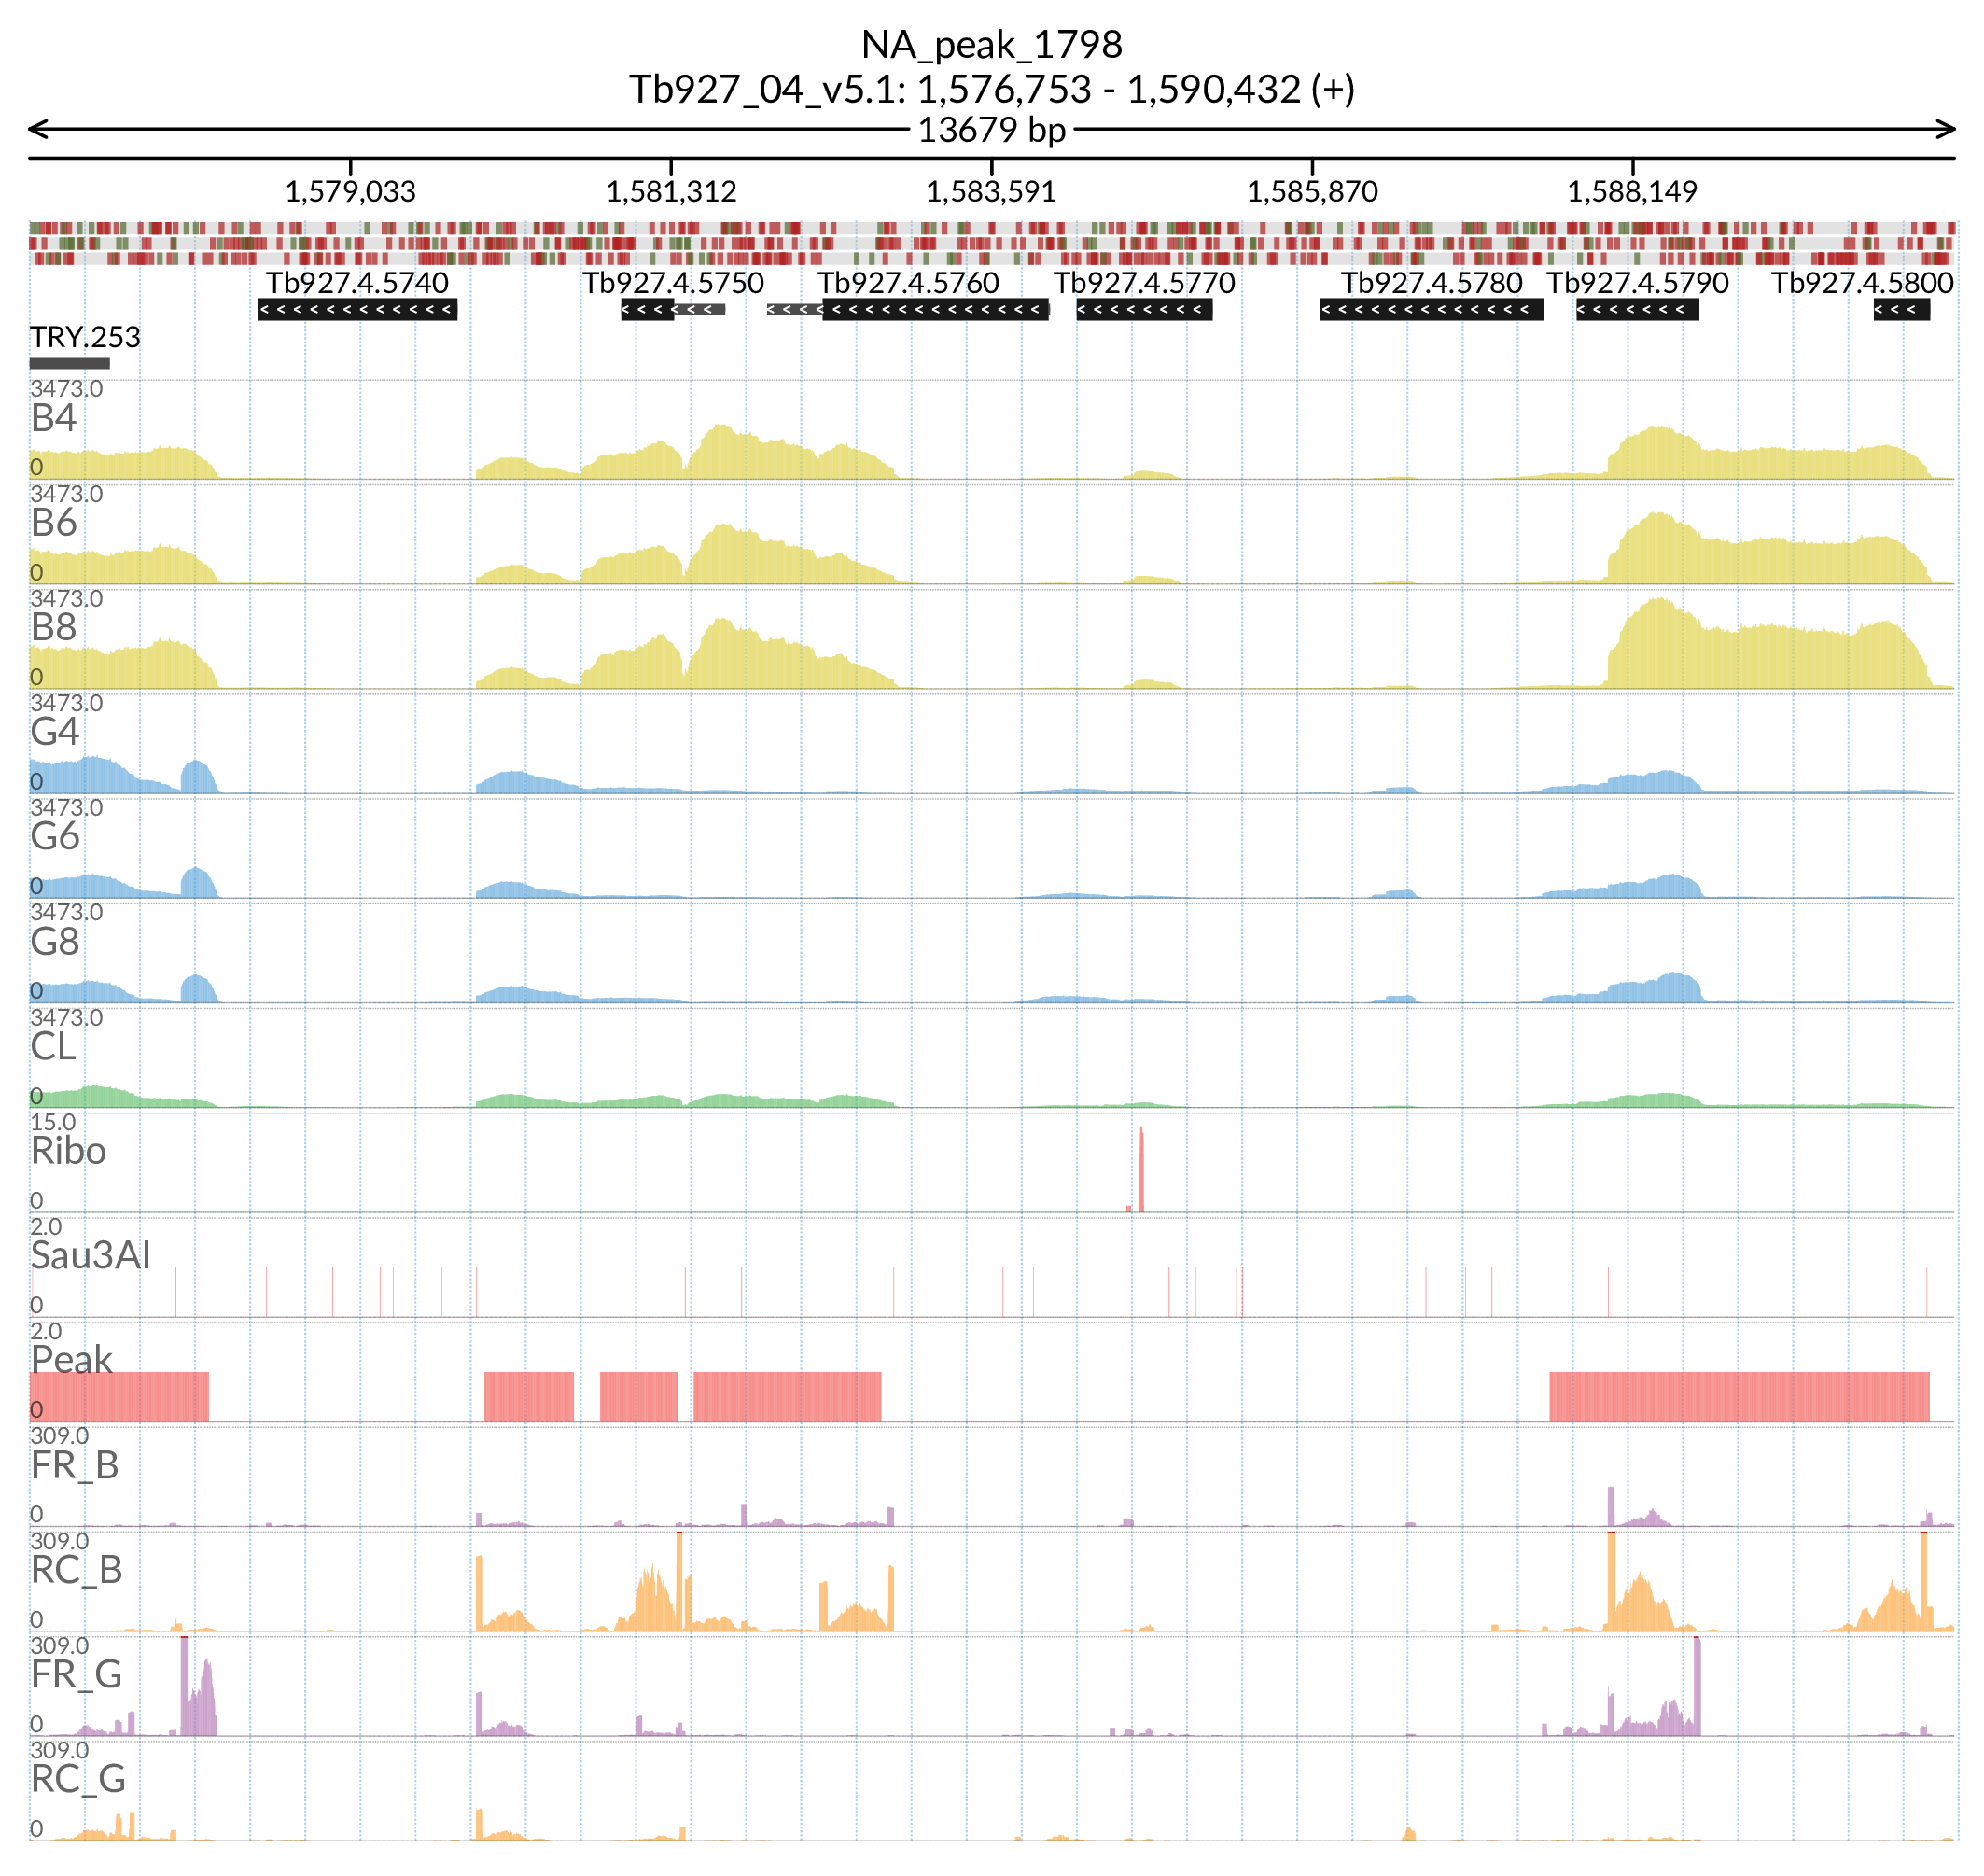 NA_peak_1798
Tb927_04_v5.1: 1,576,753 - 1,590,432 (+)
13679 bp
1,579,033 1,581,312 1,583,591 1,585,870 1,588,149
Tb927.4.5740 Tb927.4.5750 Tb927.4.5760 Tb927.4.5770 Tb927.4.5780 Tb927.4.5790 Tb927.4.5800
TRY.253
3473.0
B4
0
3473.0
B6
0
3473.0
B8
0
3473.0
G4
0
3473.0
G6
0
3473.0
G8
0
3473.0
CL
0
15.0
Ribo
0
2.0
Sau3AI
0
2.0
Peak
0
309.0
FR_B
0
309.0
RC_B
0
309.0
FR_G
0
309.0
RC_G
0